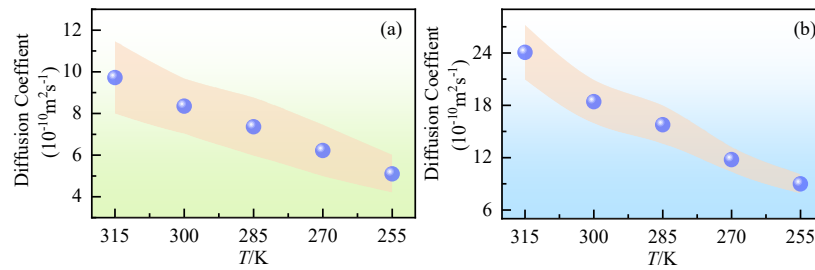 (a)
Diffusion Coeffient
(10⁻¹⁰m²s⁻¹)
12
10
8
6
4
315 300 285 270 255
T/K
(b)
Diffusion Coeffient
(10⁻¹⁰m²s⁻¹)
24
18
12
6
315 300 285 270 255
T/K